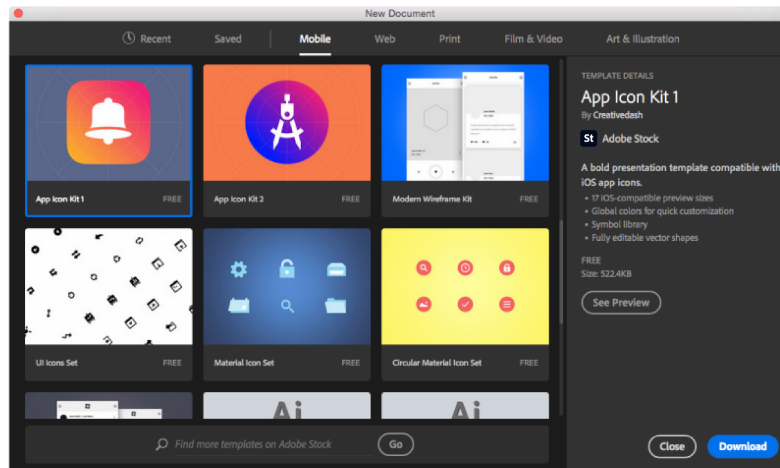 New Document
Recent
Saved
Mobile
Web
Print
Film & Video
Art & Illustration
App Icon Kit 1
FREE
App Icon Kit 2
FREE
Modern Wireframe Kit
FREE
UI Icons Set
FREE
Material Icon Set
FREE
Circular Material Icon Set
FREE
Ai
Ai
Find more templates on Adobe Stock
Go
TEMPLATE DETAILS
App Icon Kit 1
By Creativedash
St Adobe Stock
A bold presentation template compatible with
iOS app icons.
• 17 iOS-compatible preview sizes
• Global colors for quick customization
• Symbol library
• Fully editable vector shapes
FREE
Size: 522.4KB
See Preview
Close
Download